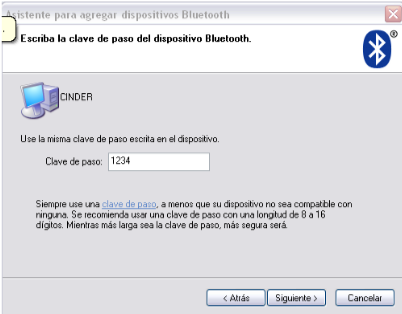 Asistente para agregar dispositivos Bluetooth
Escriba la clave de paso del dispositivo Bluetooth.
CINDER
Use la misma clave de paso escrita en el dispositivo.
Clave de paso: 1234
Siempre use una clave de paso, a menos que su dispositivo no sea compatible con
ninguna. Se recomienda usar una clave de paso con una longitud de 8 a 16
dígitos. Mientras más larga sea la clave de paso, más segura será.
< Atrás Siguiente > Cancelar